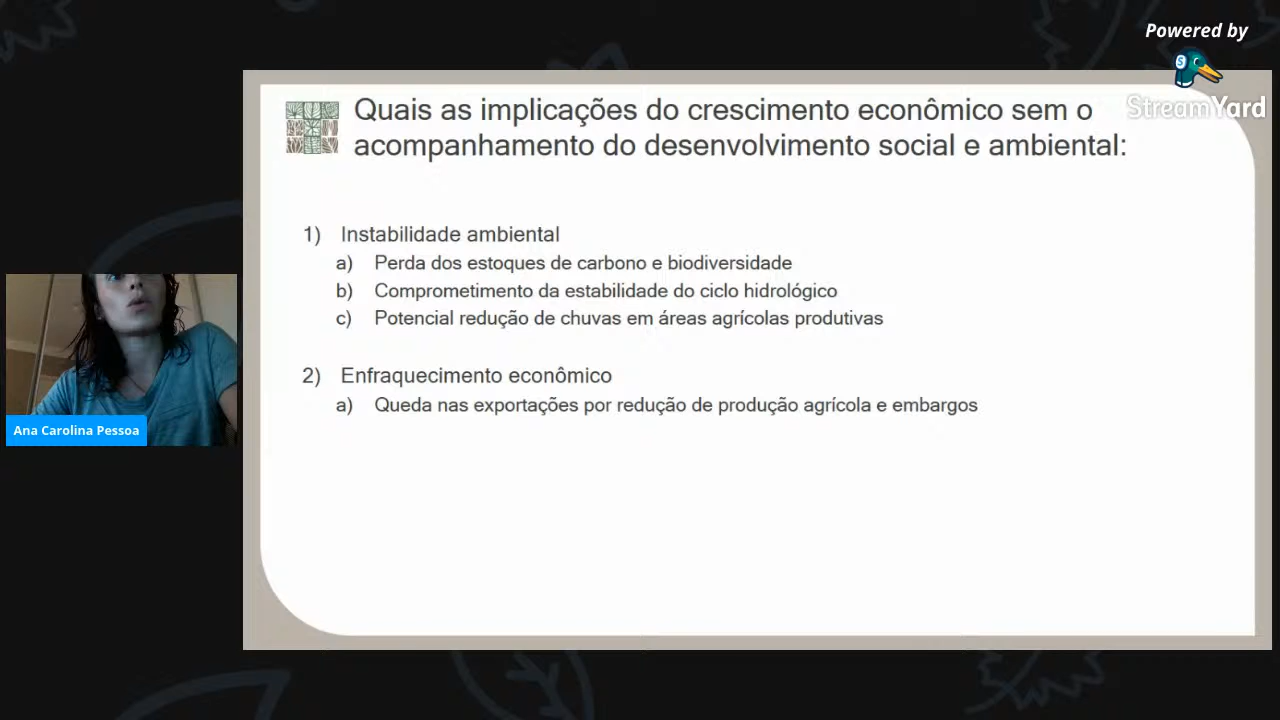 Powered by
StreamYard
Quais as implicações do crescimento econômico sem o
acompanhamento do desenvolvimento social e ambiental:
1) Instabilidade ambiental
a) Perda dos estoques de carbono e biodiversidade
b) Comprometimento da estabilidade do ciclo hidrológico
c) Potencial redução de chuvas em áreas agrícolas produtivas
2) Enfraquecimento econômico
a) Queda nas exportações por redução de produção agrícola e embargos
Ana Carolina Pessoa